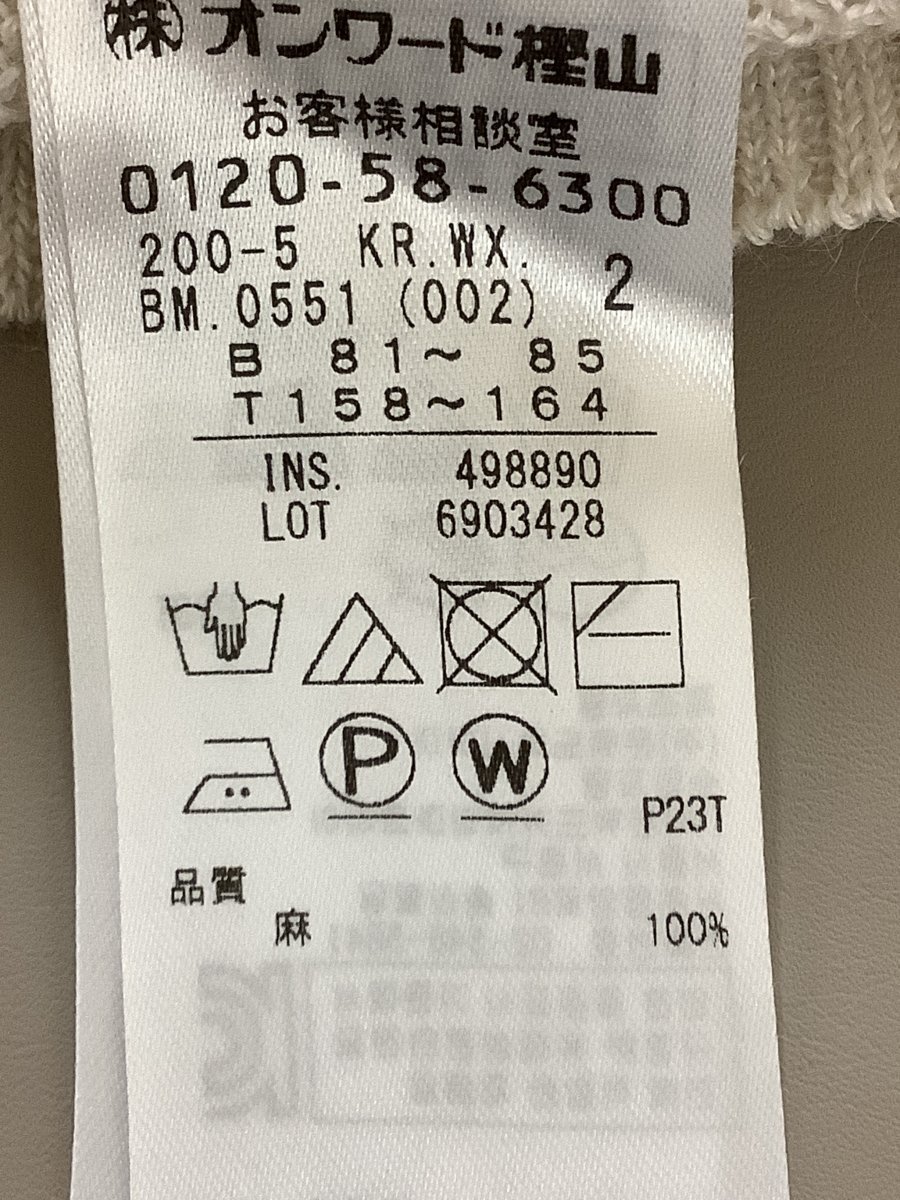 ㈱オンワード樫山
お客様相談室
0120-58-6300
200-5 KR.WX.
BM.0551 (002) 2
B 81～ 85
T158～164
INS. 498890
LOT 6903428
P W
P23T
品質
麻 100%